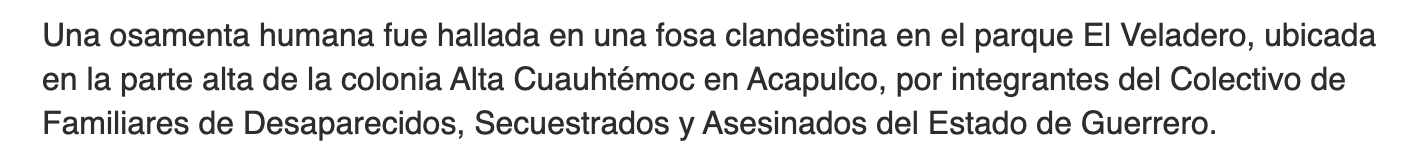 Una osamenta humana fue hallada en una fosa clandestina en el parque El Veladero, ubicada
en la parte alta de la colonia Alta Cuauhtémoc en Acapulco, por integrantes del Colectivo de
Familiares de Desaparecidos, Secuestrados y Asesinados del Estado de Guerrero.